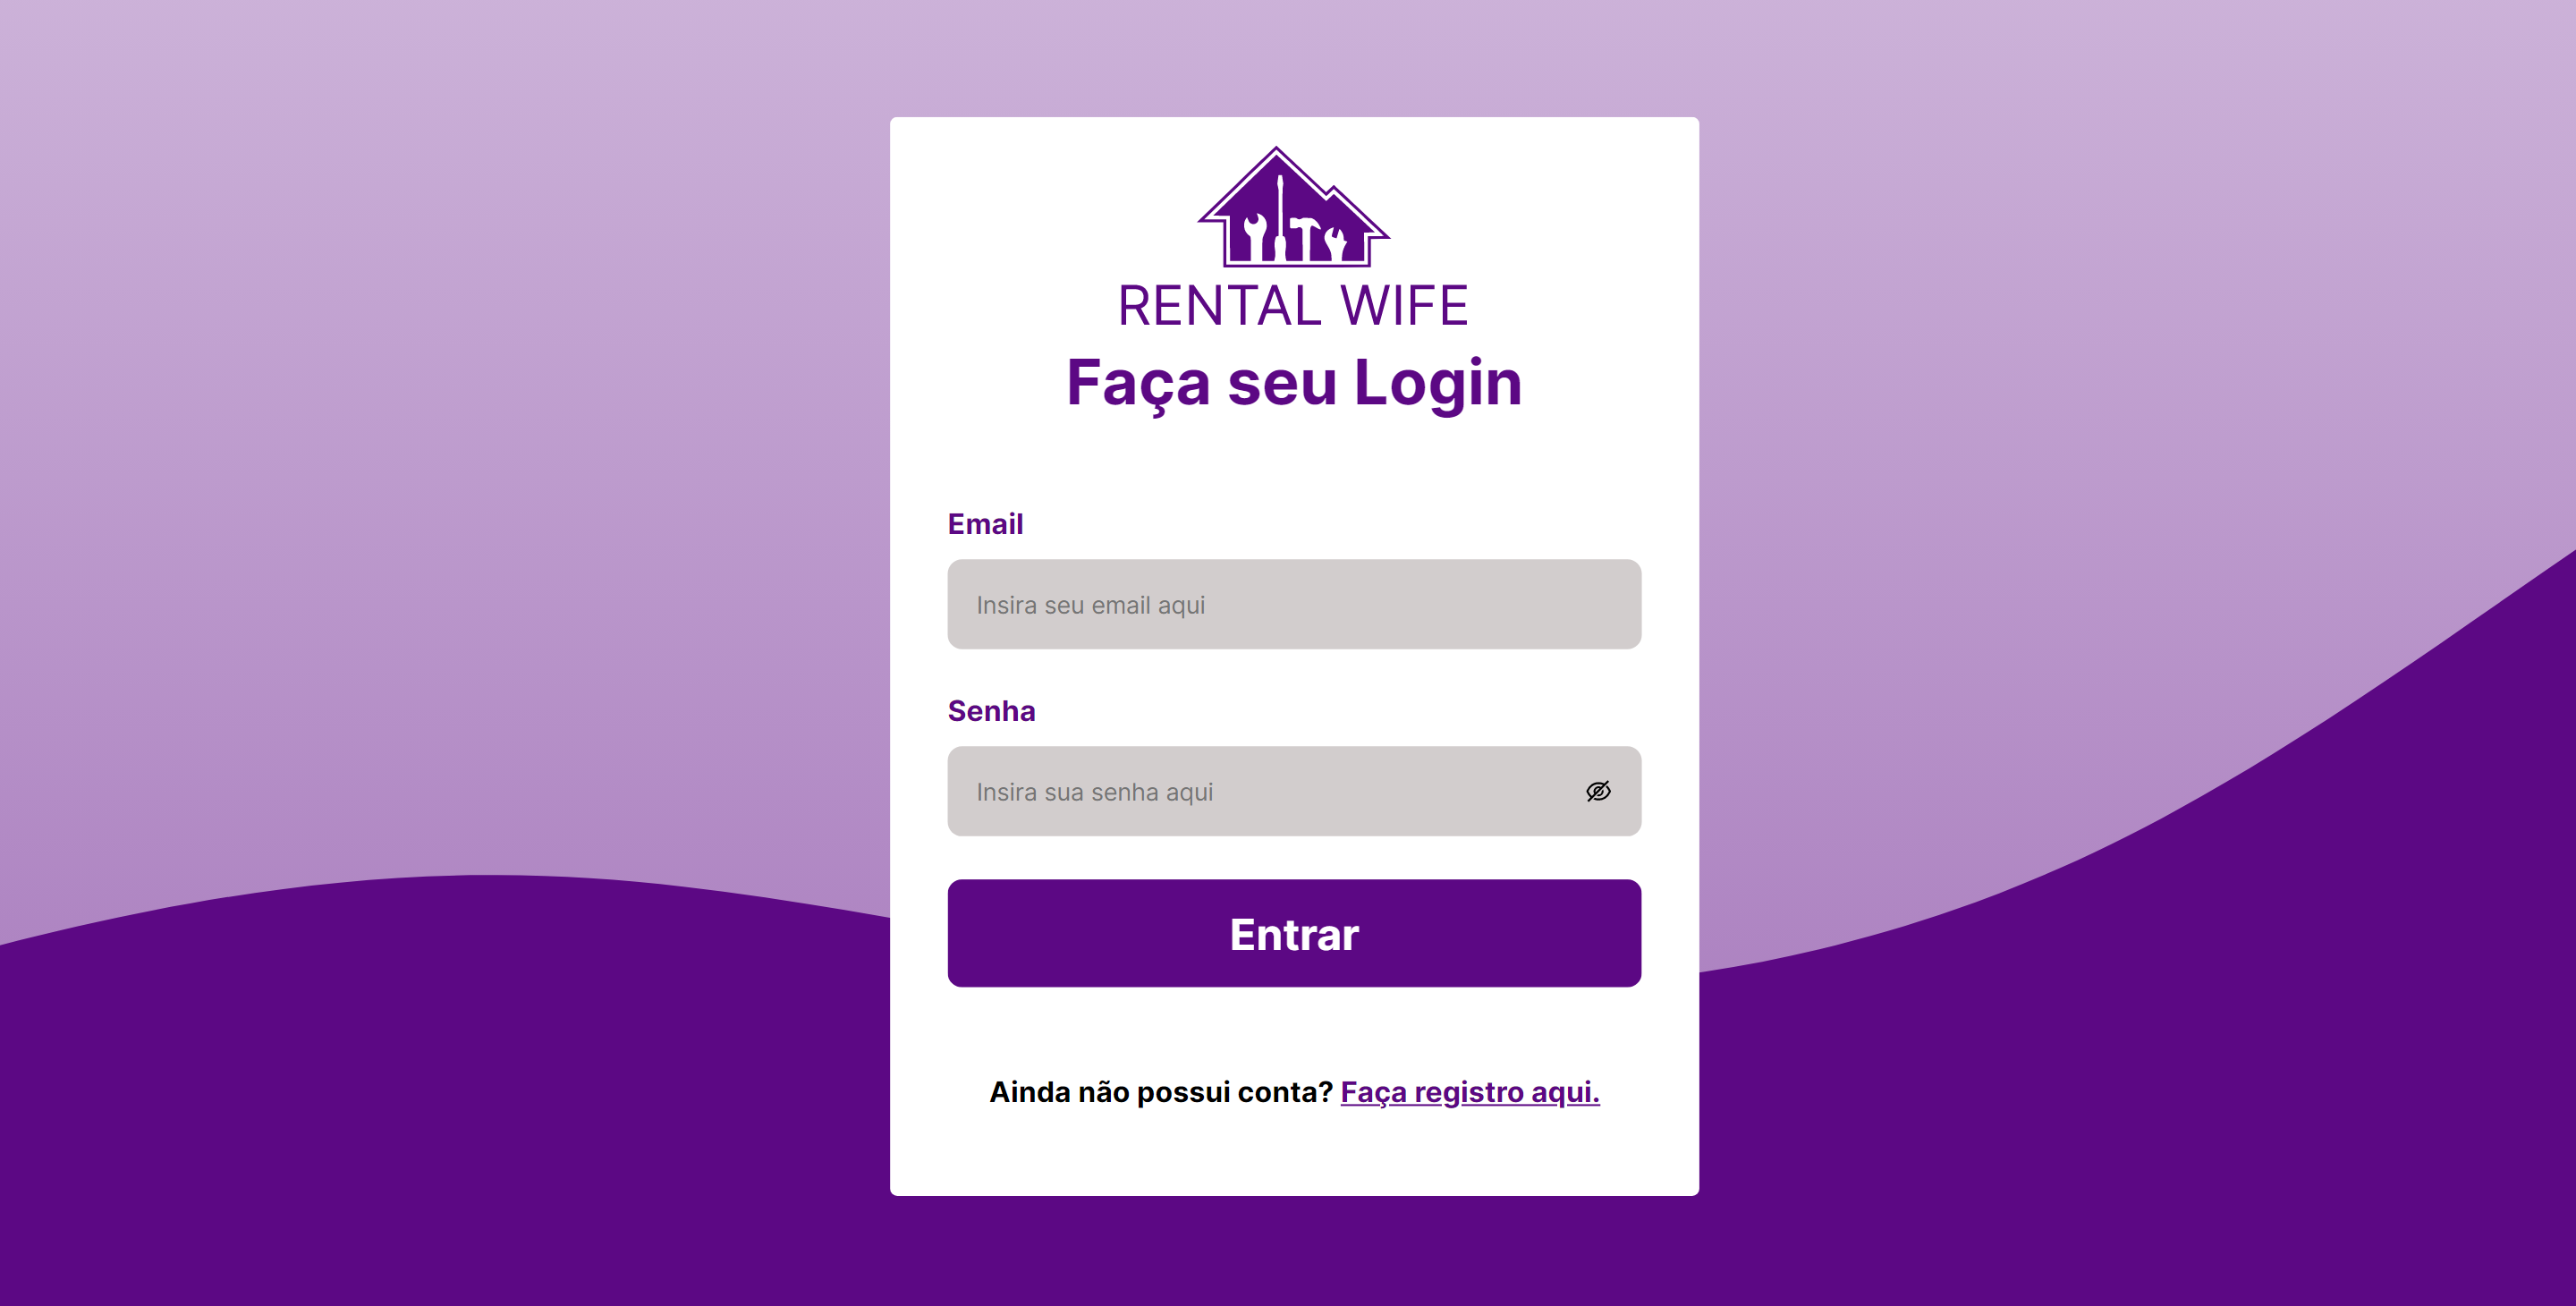 RENTAL WIFE
Faça seu Login
Email
Insira seu email aqui
Senha
Insira sua senha aqui
Entrar
Ainda não possui conta? Faça registro aqui.